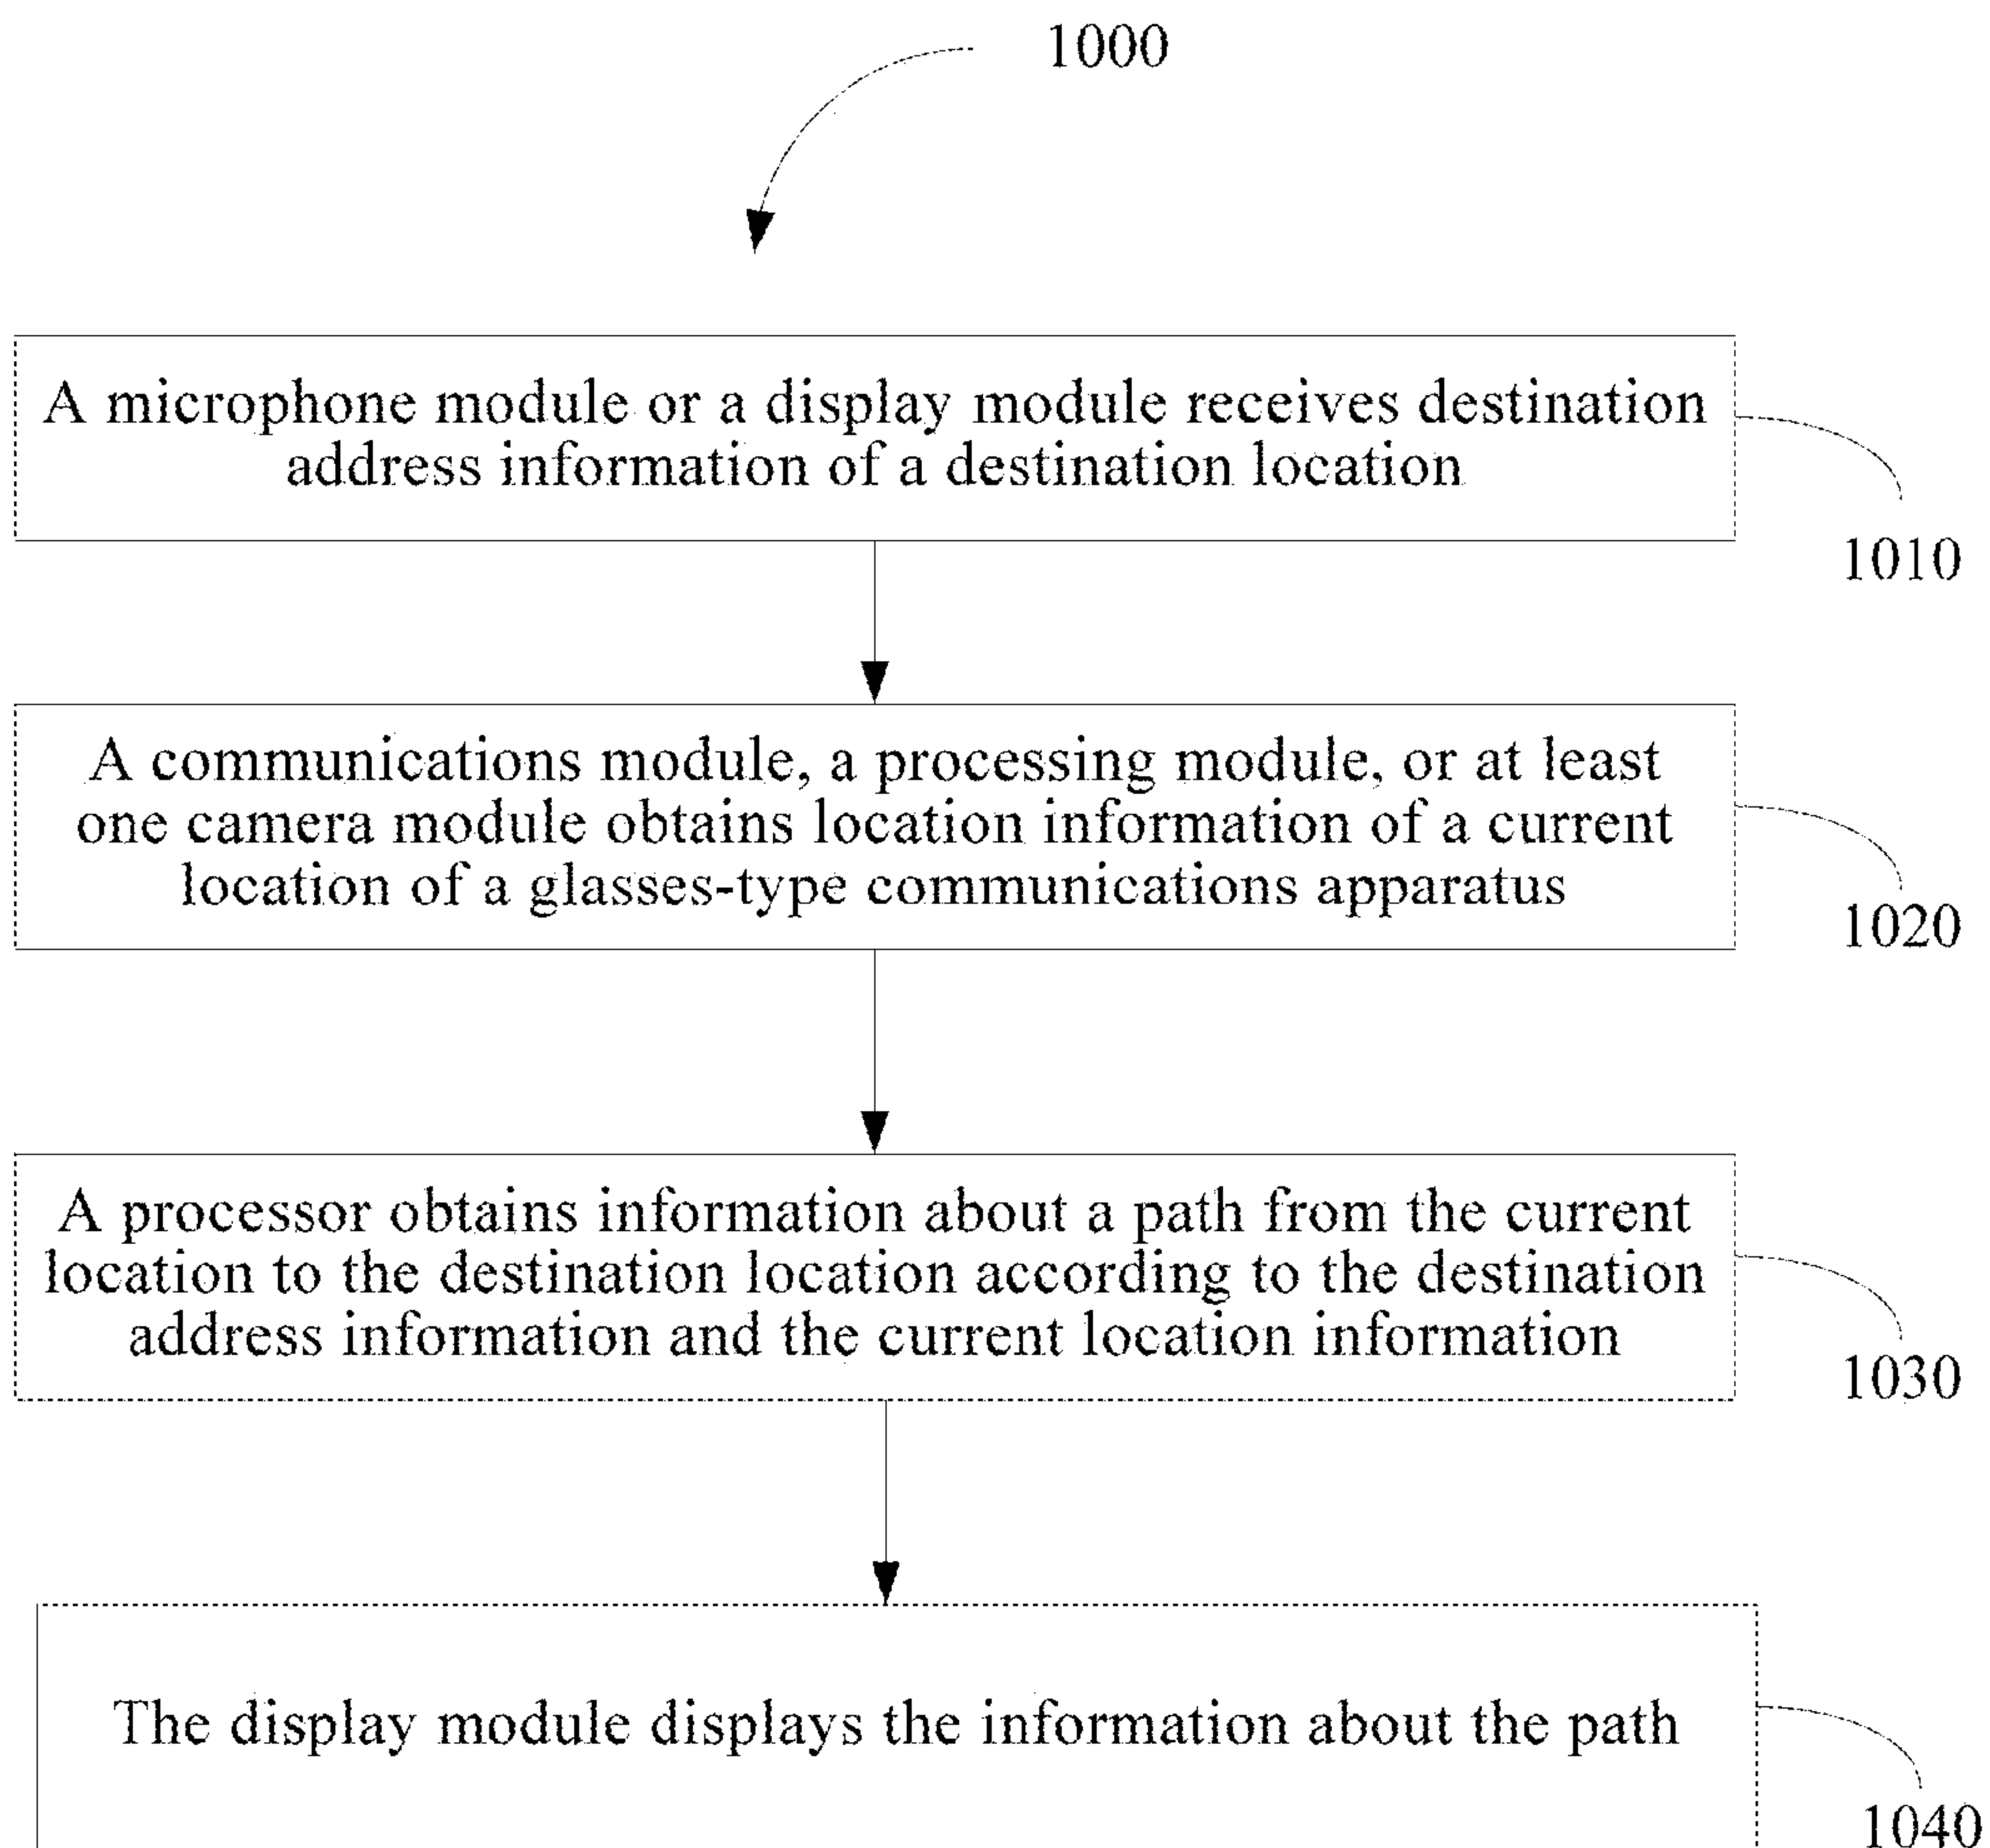 1000
A microphone module or a display module receives destination
address information of a destination location
1010
A communications module, a processing module, or at least
one camera module obtains location information of a current
location of a glasses-type communications apparatus
1020
A processor obtains information about a path from the current
location to the destination location according to the destination
address information and the current location information
1030
The display module displays the information about the path
1040